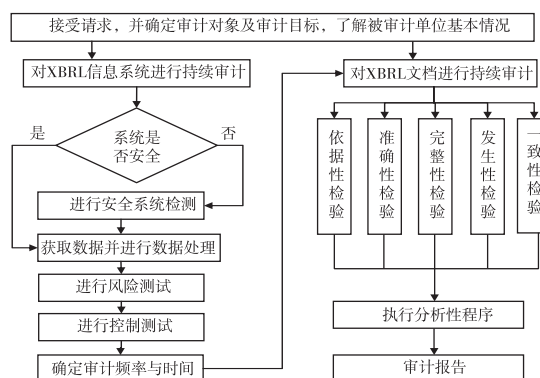 接受请求，并确定审计对象及审计目标，了解被审计单位基本情况
对XBRL信息系统进行持续审计
对XBRL文档进行持续审计
是
系统是
否安全
否
进行安全系统检测
获取数据并进行数据处理
进行风险测试
进行控制测试
确定审计频率与时间
依据性检验
准确性检验
完整性检验
发生性检验
一致性检验
执行分析性程序
审计报告